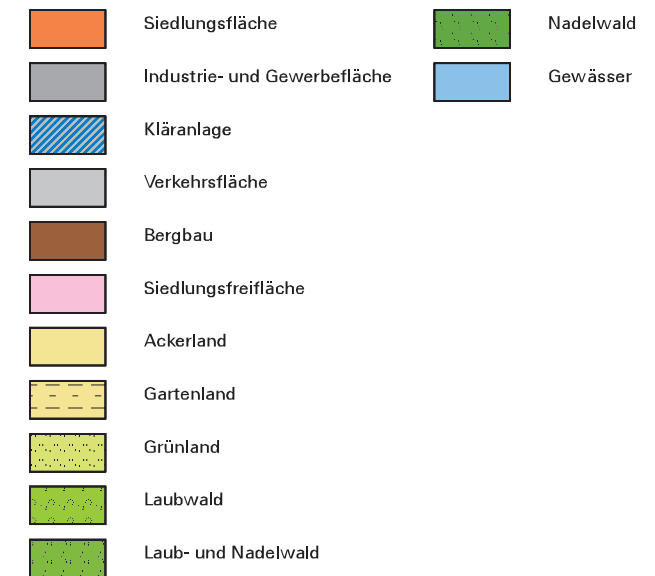 Siedlungsfläche
Industrie- und Gewerbefläche
Kläranlage
Verkehrsfläche
Bergbau
Siedlungsfreifläche
Ackerland
Gartenland
Grünland
Laubwald
Laub- und Nadelwald
Nadelwald
Gewässer